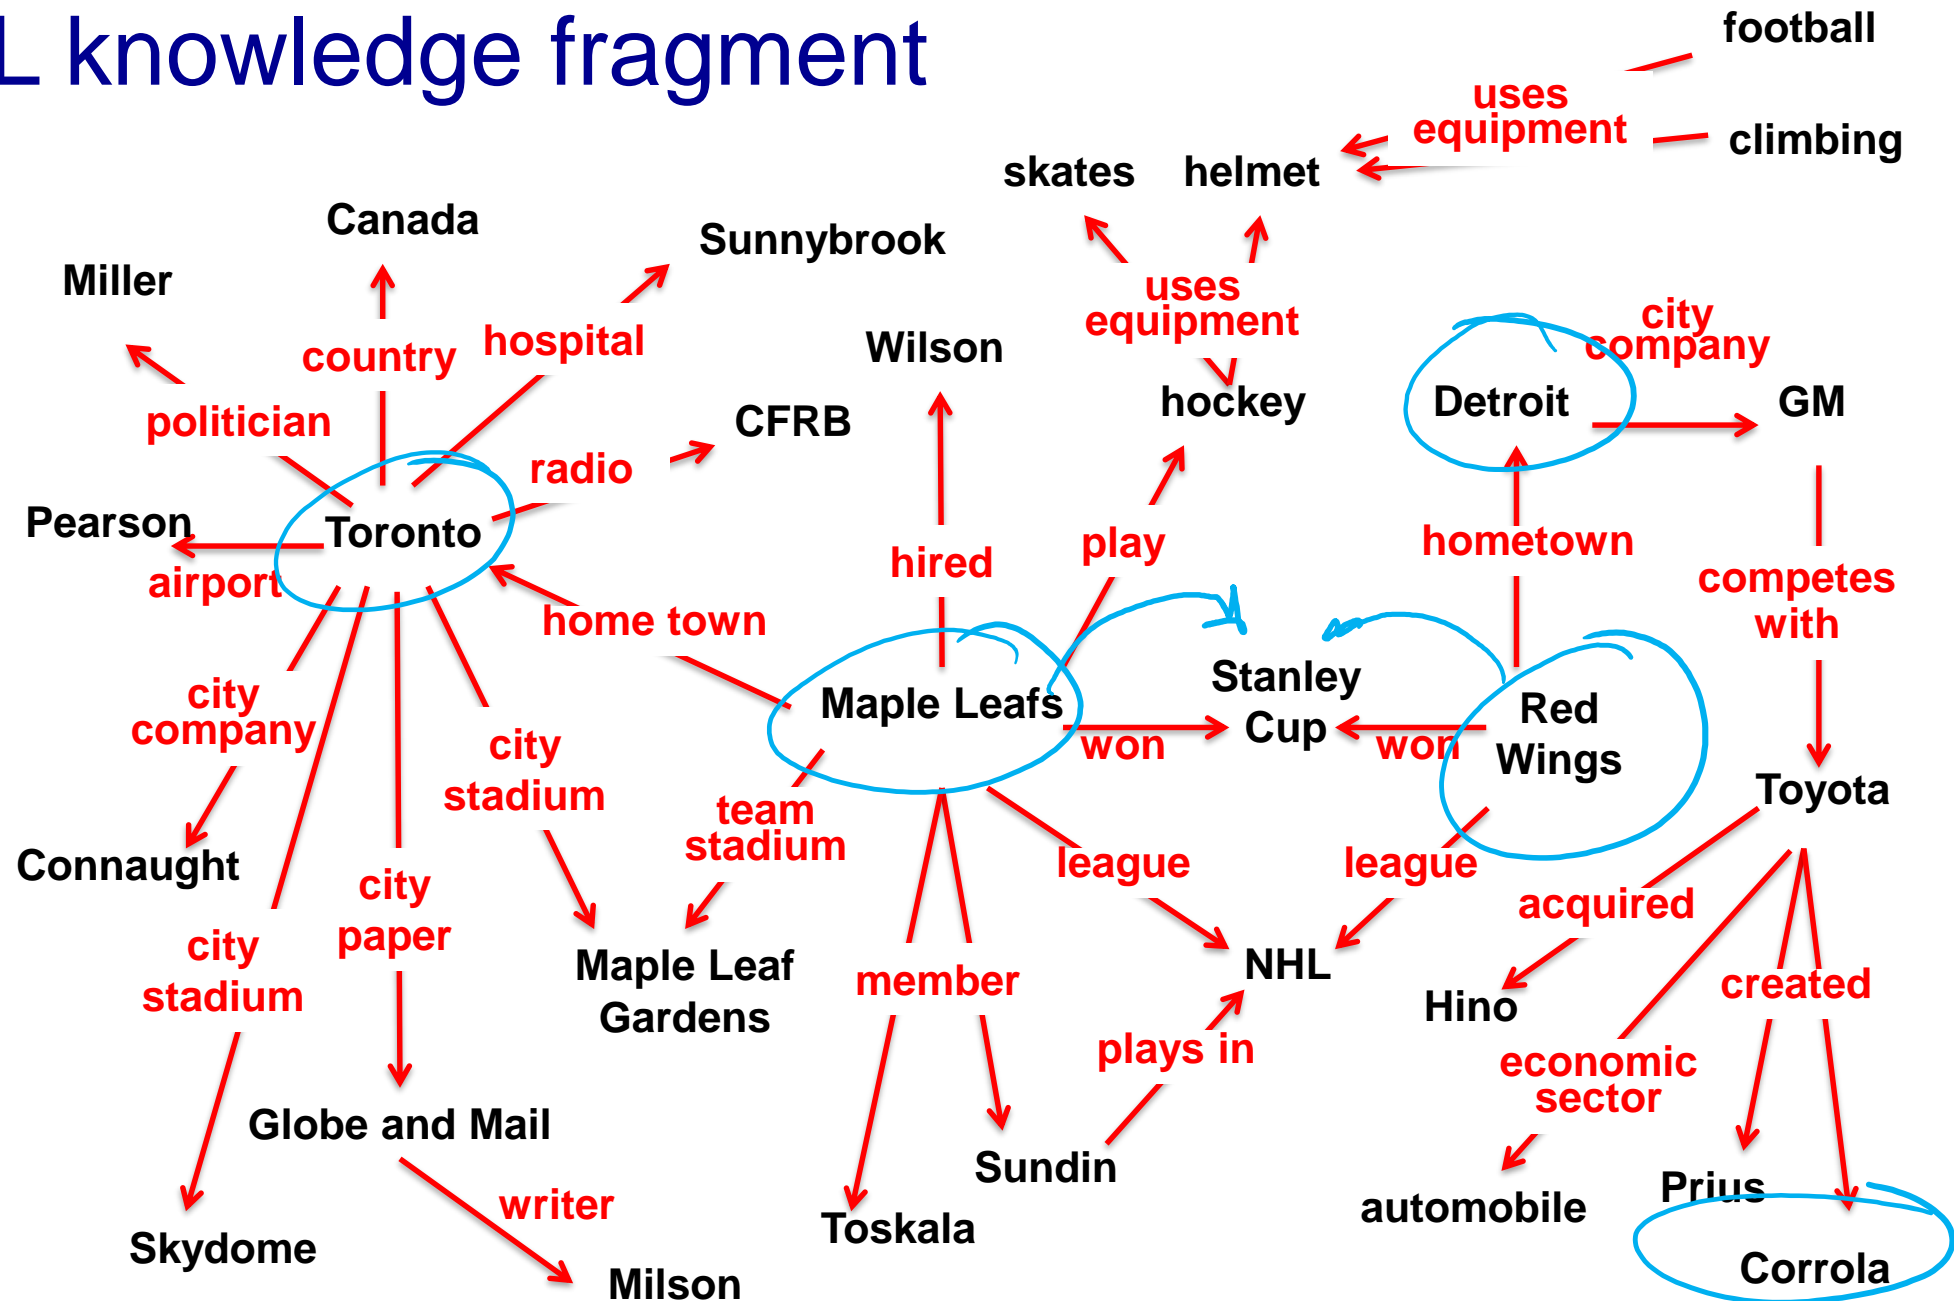 L knowledge fragment
football
uses
equipment
climbing
skates
helmet
Canada
Sunnybrook
Miller
uses
equipment
city
company
country
hospital
Wilson
politician
CFRB
hockey
Detroit
GM
radio
Pearson
Toronto
airport
hired
play
hometown
competes
with
home town
city
company
Maple Leafs
Stanley
Cup
won
won
Red
Wings
city
stadium
team
stadium
Toyota
Connaught
city
paper
league
league
acquired
city
stadium
Maple Leaf
Gardens
member
NHL
Hino
created
plays in
economic
sector
Globe and Mail
Sundin
Prius
automobile
writer
Toskala
Skydome
Milson
Corrola